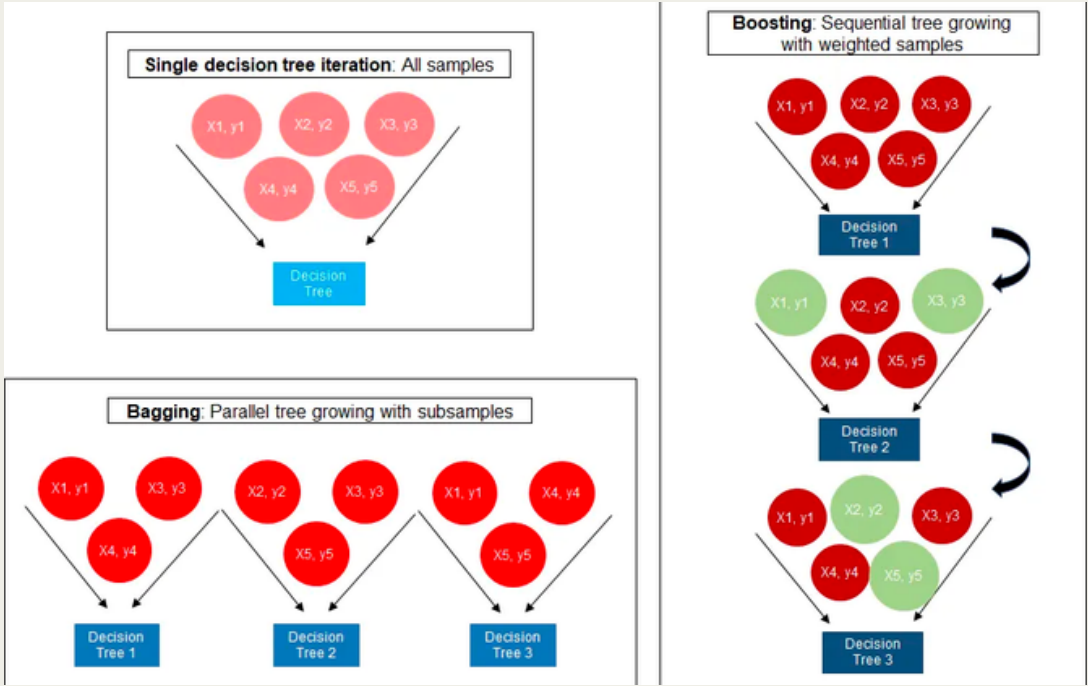 Single decision tree iteration: All samples
X1, y1
X2, y2
X3, y3
X4, y4
X5, y5
Decision
Tree
Bagging: Parallel tree growing with subsamples
X1, y1
X3, y3
X4, y4
Decision
Tree 1
X2, y2
X3, y3
X5, y5
Decision
Tree 2
X1, y1
X4, y4
X5, y5
Decision
Tree 3
Boosting: Sequential tree growing
with weighted samples
X1, y1
X2, y2
X3, y3
X4, y4
X5, y5
Decision
Tree 1
X1, y1
X2, y2
X3, y3
X4, y4
X5, y5
Decision
Tree 2
X1, y1
X2, y2
X3, y3
X4, y4
X5, y5
Decision
Tree 3